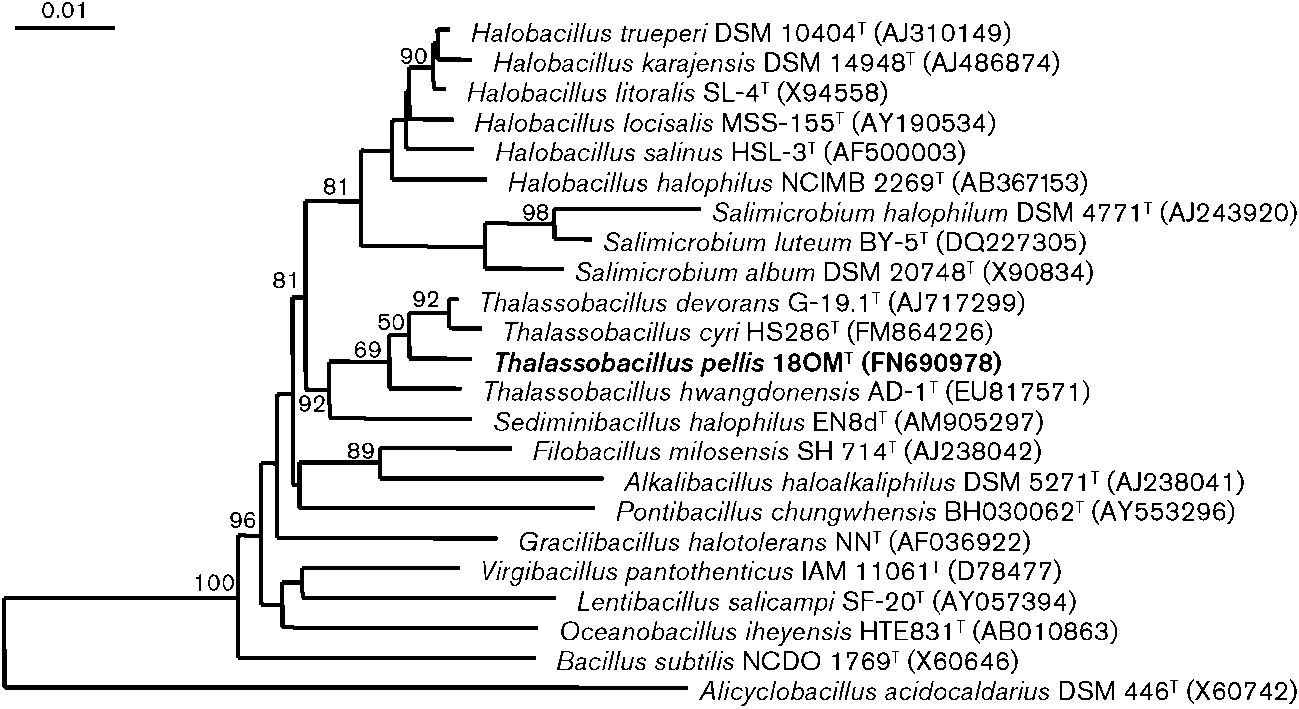 0.01
Halobacillus trueperi DSM 10404ᵀ (AJ310149)
90
Halobacillus karajensis DSM 14948ᵀ (AJ486874)
Halobacillus litoralis SL-4ᵀ (X94558)
Halobacillus locisalis MSS-155ᵀ (AY190534)
Halobacillus salinus HSL-3ᵀ (AF500003)
Halobacillus halophilus NCIMB 2269ᵀ (AB367153)
81
98
Salimicrobium halophilum DSM 4771ᵀ (AJ243920)
Salimicrobium luteum BY-5ᵀ (DQ227305)
Salimicrobium album DSM 20748ᵀ (X90834)
81
92
Thalassobacillus devorans G-19.1ᵀ (AJ717299)
50
Thalassobacillus cyri HS286ᵀ (FM864226)
69
Thalassobacillus pellis 18OMᵀ (FN690978)
Thalassobacillus hwangdonensis AD-1ᵀ (EU817571)
92
Sediminibacillus halophilus EN8dᵀ (AM905297)
89
Filobacillus milosensis SH 714ᵀ (AJ238042)
Alkalibacillus haloalkaliphilus DSM 5271ᵀ (AJ238041)
Pontibacillus chungwhensis BH030062ᵀ (AY553296)
96
Gracilibacillus halotolerans NNᵀ (AF036922)
Virgibacillus pantothenticus IAM 11061ᵀ (D78477)
100
Lentibacillus salicampi SF-20ᵀ (AY057394)
Oceanobacillus iheyensis HTE831ᵀ (AB010863)
Bacillus subtilis NCDO 1769ᵀ (X60646)
Alicyclobacillus acidocaldarius DSM 446ᵀ (X60742)